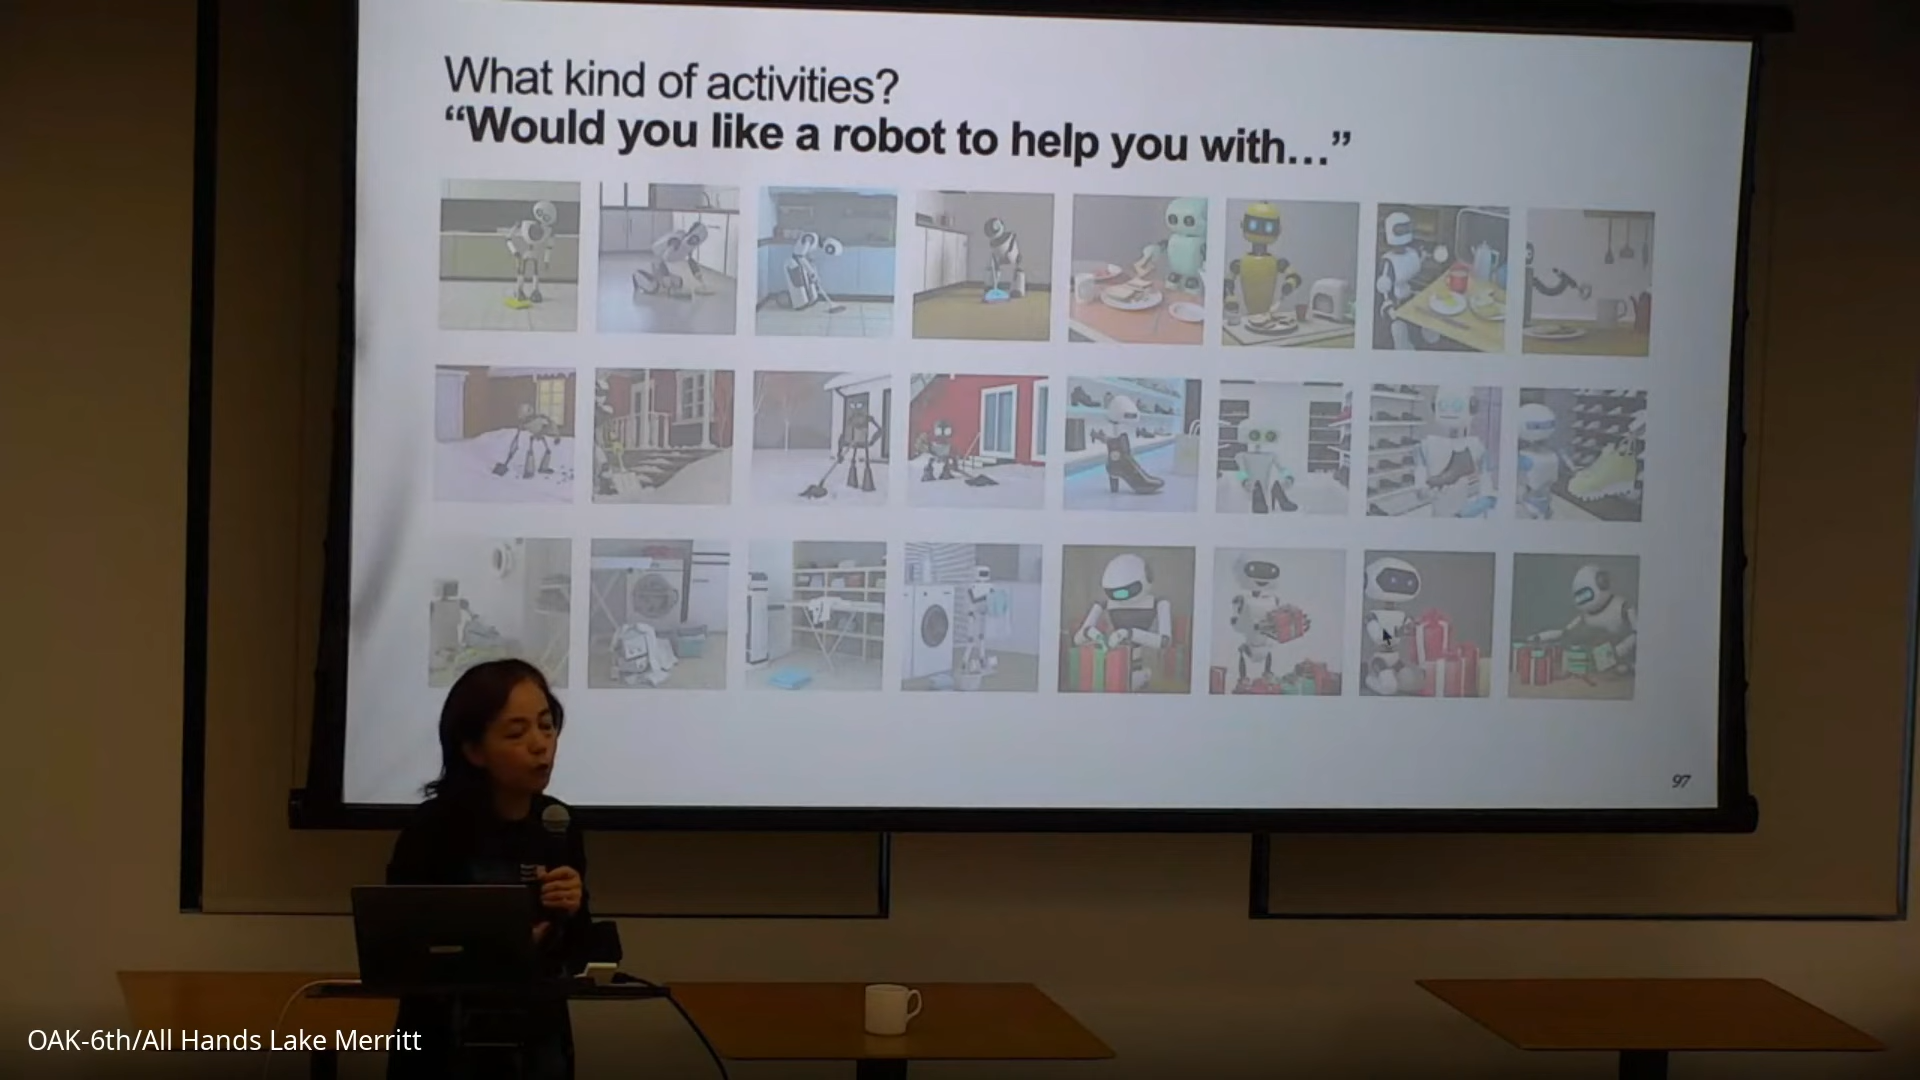 What kind of activities?
“Would you like a robot to help you with…”
97
OAK-6th/All Hands Lake Merritt